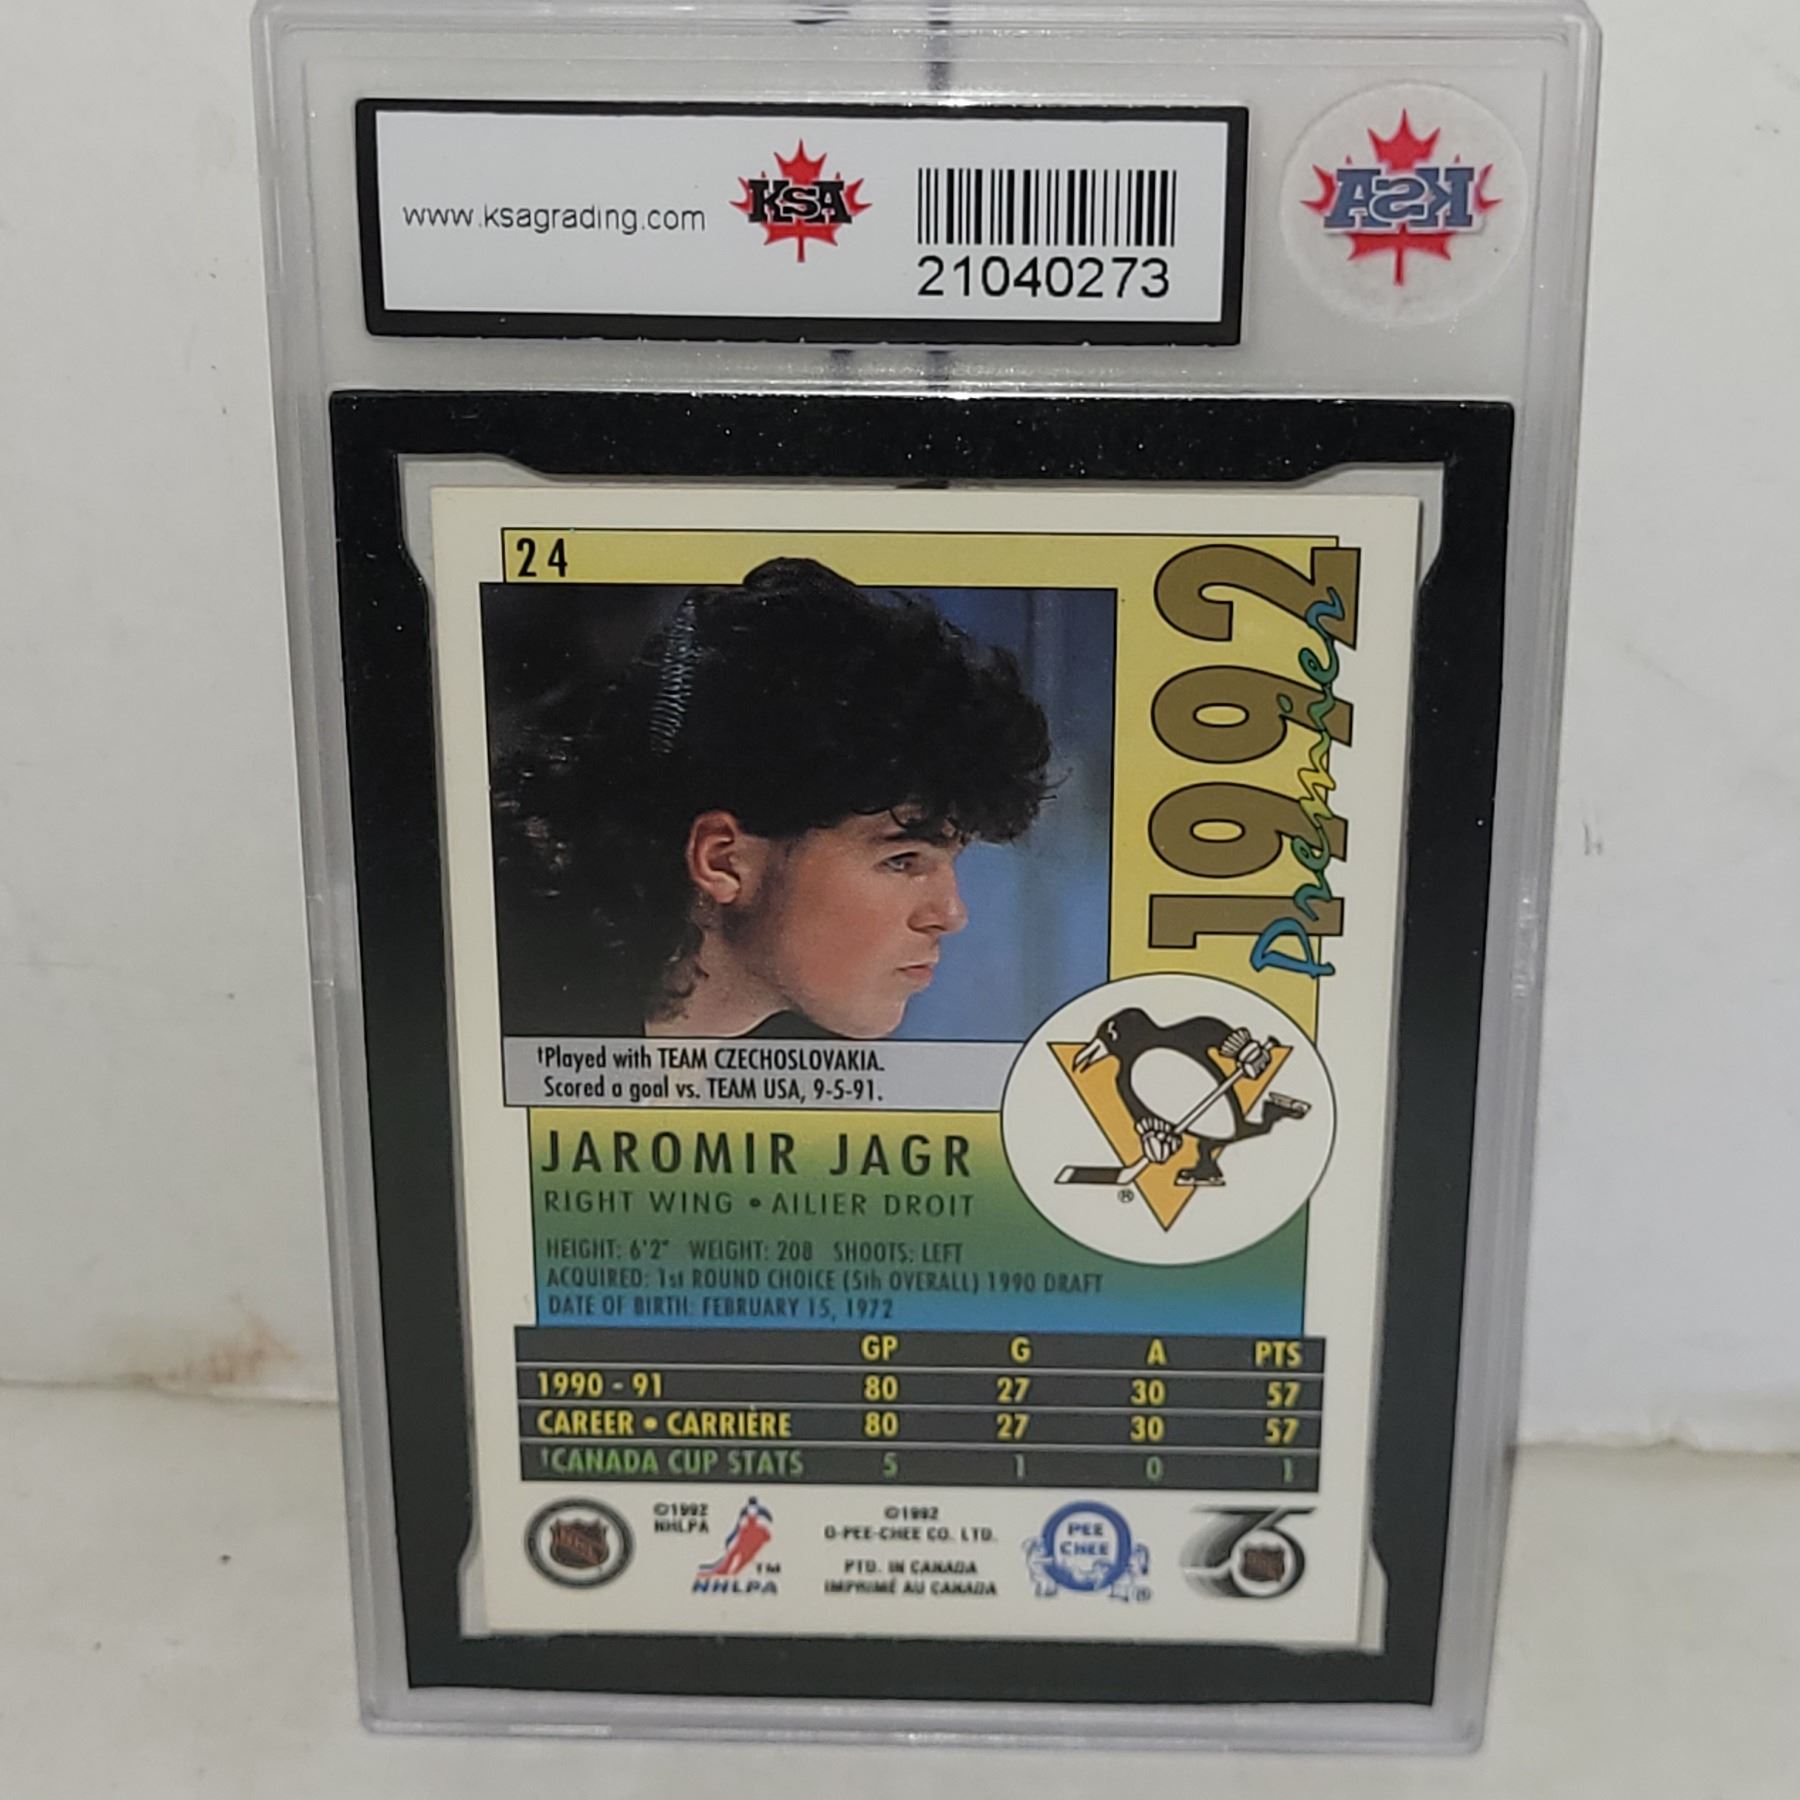 www.ksagrading.com
KSA
21040273
KSA
24
1992
Premier
†Played with TEAM CZECHOSLOVAKIA.
Scored a goal vs. TEAM USA, 9-5-91.
JAROMIR JAGR
RIGHT WING • AILIER DROIT
®
HEIGHT: 6'2" WEIGHT: 208 SHOOTS: LEFT
ACQUIRED: 1st ROUND CHOICE (5th OVERALL) 1990 DRAFT
DATE OF BIRTH: FEBRUARY 15, 1972
GP G A PTS
1990 - 91 80 27 30 57
CAREER • CARRIÈRE 80 27 30 57
†CANADA CUP STATS 5 1 0 1
©1992
NHLPA
TM
NHLPA
©1992
O-PEE-CHEE CO. LTD.
PTD. IN CANADA
IMPRIMÉ AU CANADA
PEE
CHEE
®
75